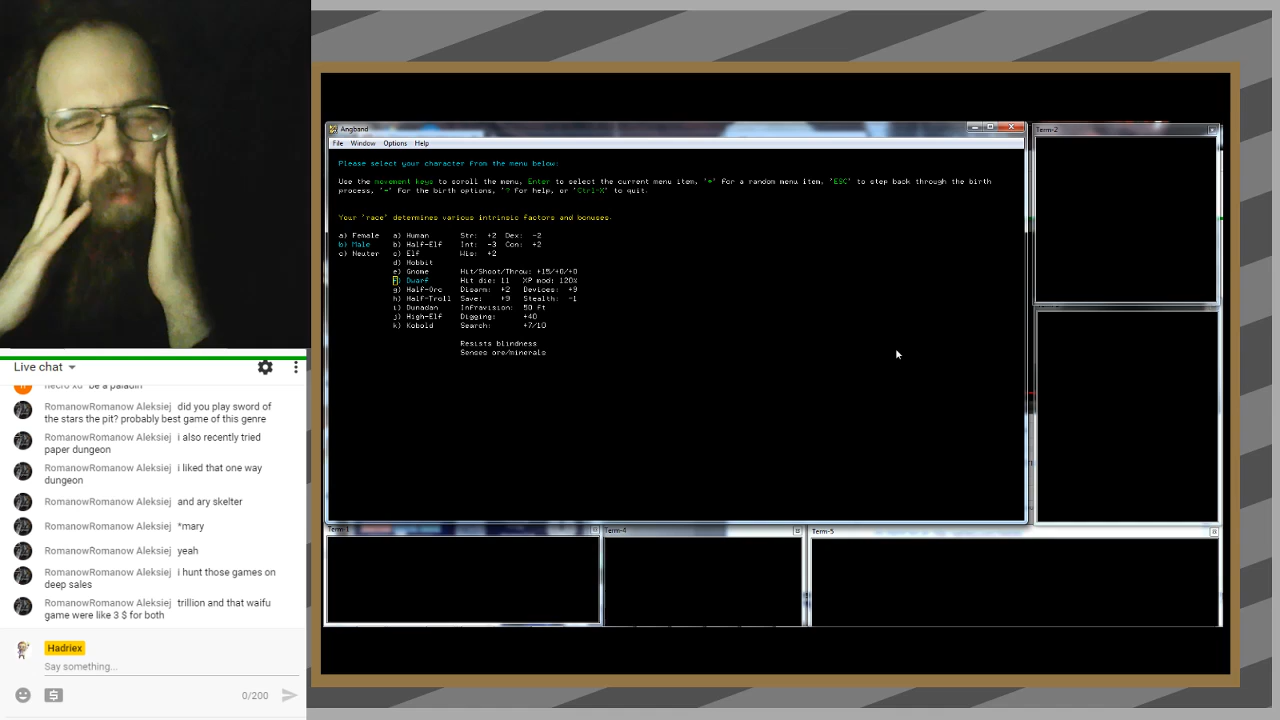 Live chat
necro xd be a paladin
RomanowRomanow Aleksiej did you play sword of
the stars the pit? probably best game of this genre
RomanowRomanow Aleksiej i also recently tried
paper dungeon
RomanowRomanow Aleksiej i liked that one way
dungeon
RomanowRomanow Aleksiej and ary skelter
RomanowRomanow Aleksiej *mary
RomanowRomanow Aleksiej yeah
RomanowRomanow Aleksiej i hunt those games on
deep sales
RomanowRomanow Aleksiej trillion and that waifu
game were like 3 $ for both
Hadriex
Say something...
0/200
Angband
File Window Options Help
Please select your character from the menu below:
Use the movement keys to scroll the menu, Enter to select the current menu item, '*' for a random menu item, 'ESC' to step back through the birth
process, '=' for the birth options, '?' for help, or 'Ctrl-X' to quit.
Your 'race' determines various intrinsic factors and bonuses.
a) Female a) Human Str: +2 Dex: -2
b) Male b) Half-Elf Int: -3 Con: +2
c) Neuter c) Elf Wis: +2
d) Hobbit
e) Gnome Hit/Shoot/Throw: +15/+0/+0
f) Dwarf Hit die: 11 XP mod: 120%
g) Half-Orc Disarm: +2 Devices: +9
h) Half-Troll Save: +9 Stealth: -1
i) Dunadan Infravision: 50 ft
j) High-Elf Digging: +40
k) Kobold Search: +7/10
Resists blindness
Senses ore/minerals
Term-2
Term-1
Term-4
Term-5